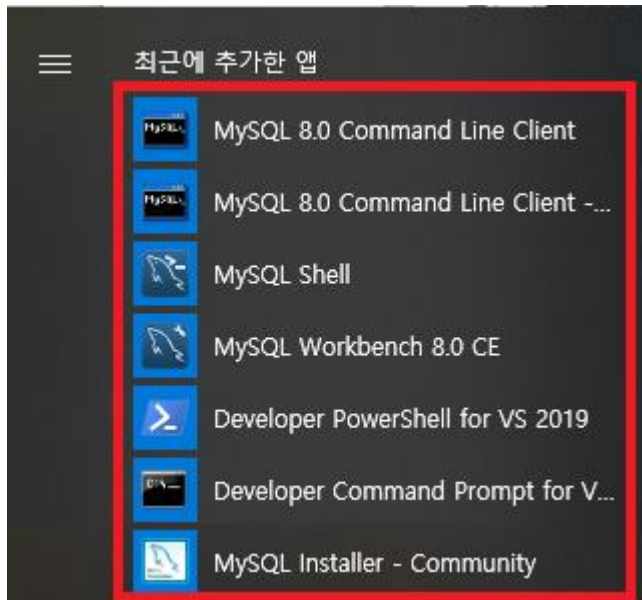 최근에 추가한 앱
MySQL 8.0 Command Line Client
MySQL 8.0 Command Line Client -...
MySQL Shell
MySQL Workbench 8.0 CE
Developer PowerShell for VS 2019
Developer Command Prompt for V...
MySQL Installer - Community